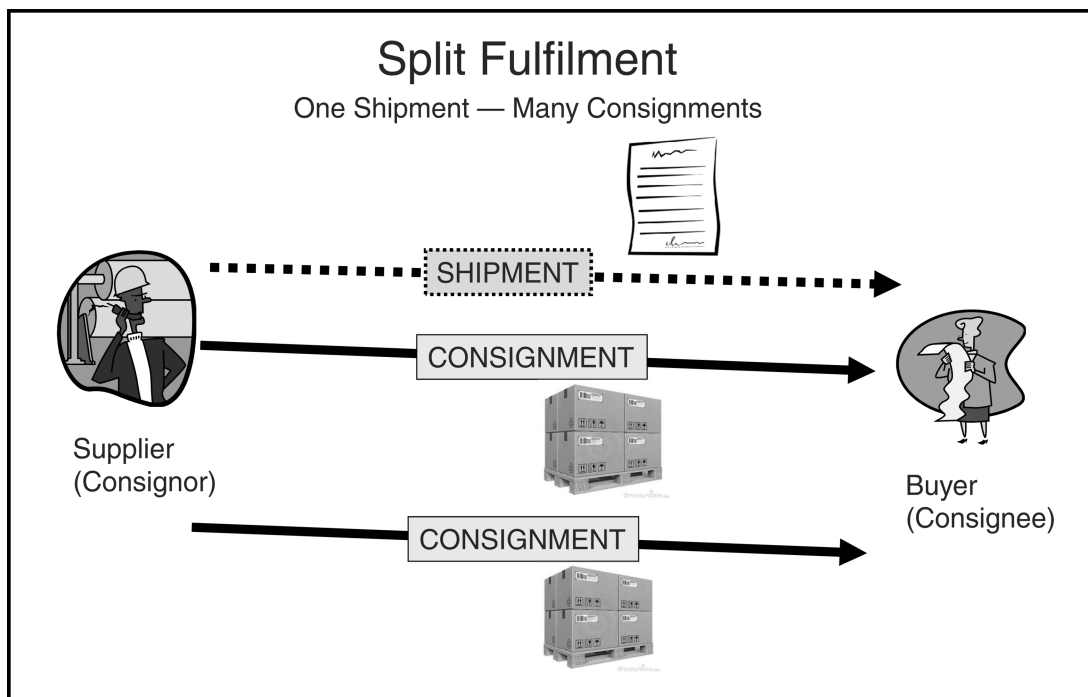 Split Fulfilment
One Shipment — Many Consignments
SHIPMENT
CONSIGNMENT
Supplier
(Consignor)
Buyer
(Consignee)
CONSIGNMENT